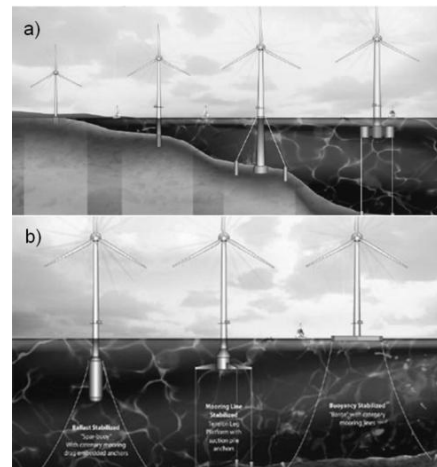 a)
b)
Ballast Stabilized
"Spar-buoy"
With catenary mooring
drag embedded anchors
Mooring Line
Stabilized
Tension Leg
Platform with
suction pile
anchors
Buoyancy Stabilized
"Barge" with catenary
mooring lines